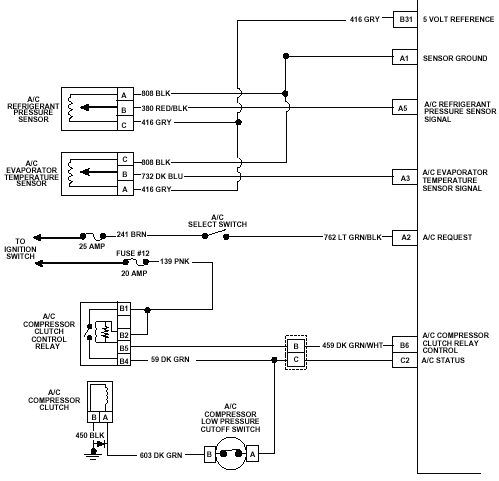 416 GRY
B31
5 VOLT REFERENCE
A1
SENSOR GROUND
A/C
REFRIGERANT
PRESSURE
SENSOR
A
B
C
808 BLK
380 RED/BLK
416 GRY
A5
A/C REFRIGERANT
PRESSURE SENSOR
SIGNAL
A/C
EVAPORATOR
TEMPERATURE
SENSOR
C
B
A
808 BLK
732 DK BLU
416 GRY
A3
A/C EVAPORATOR
TEMPERATURE
SENSOR SIGNAL
A/C
SELECT SWITCH
TO
IGNITION
SWITCH
241 BRN
25 AMP
762 LT GRN/BLK
A2
A/C REQUEST
FUSE #12
139 PNK
20 AMP
A/C
COMPRESSOR
CLUTCH
CONTROL
RELAY
B1
B2
B5
B4
59 DK GRN
B
C
459 DK GRN/WHT
B6
C2
A/C COMPRESSOR
CLUTCH RELAY
CONTROL
A/C STATUS
A/C
COMPRESSOR
CLUTCH
B A
450 BLK
603 DK GRN
A/C
COMPRESSOR
LOW PRESSURE
CUTOFF SWITCH
B
A